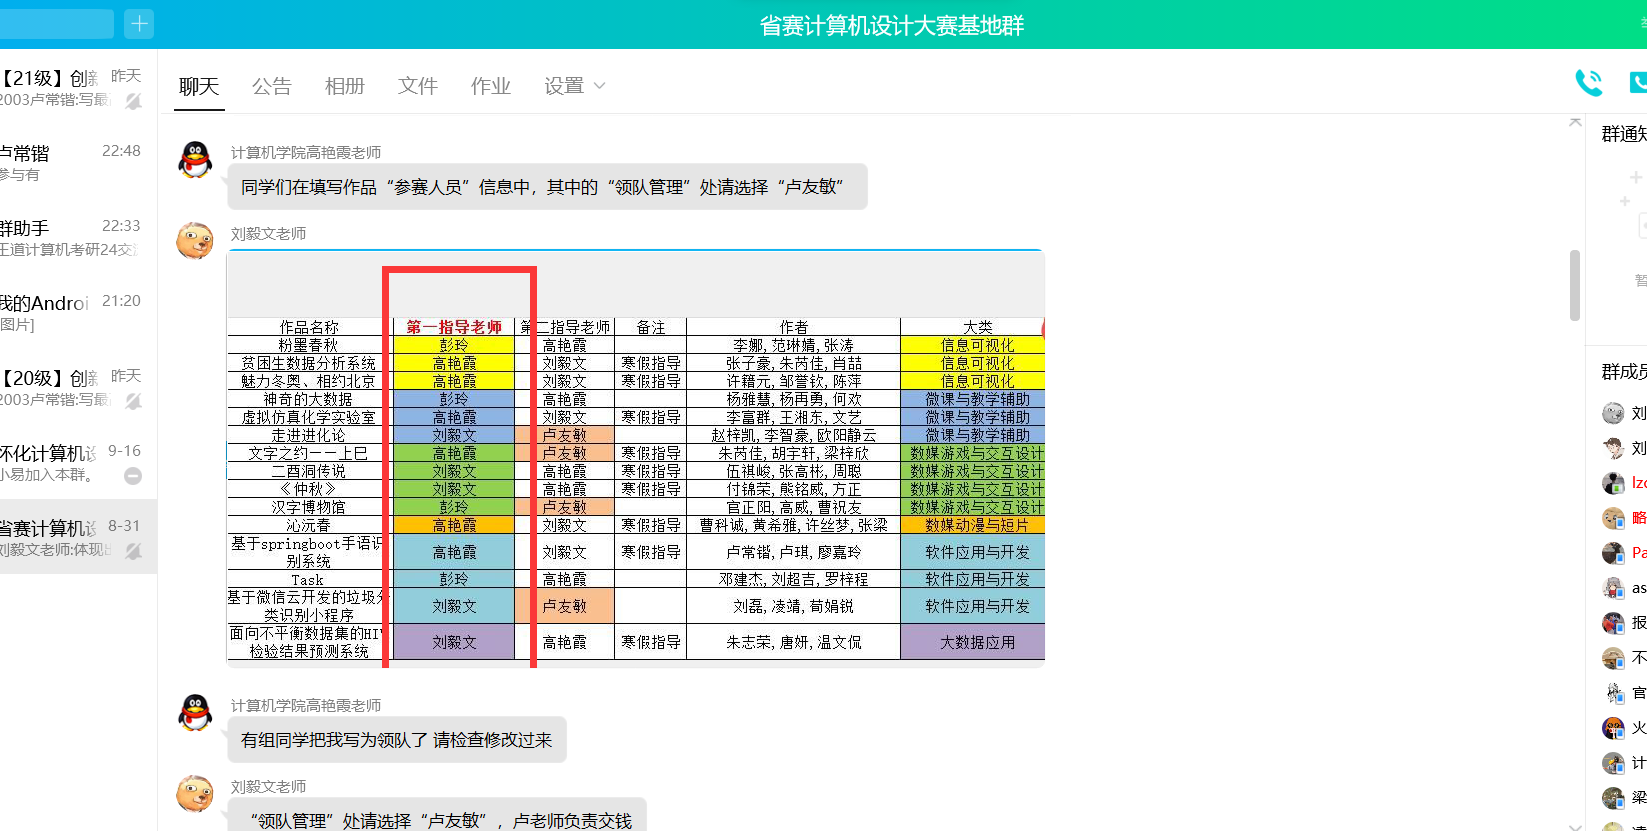 省赛计算机设计大赛基地群
【21级】创新 昨天
2003卢常锴:写最
卢常锴 22:48
参与有
群助手 22:33
王道计算机考研24交
我的Androi 21:20
[图片]
【20级】创新 昨天
2003卢常锴:写最
怀化计算机设 9-16
小易加入本群。
省赛计算机设 8-31
刘毅文老师:体现出
聊天 公告 相册 文件 作业 设置
计算机学院高艳霞老师
同学们在填写作品“参赛人员”信息中，其中的“领队管理”处请选择“卢友敏”
刘毅文老师
作品名称 第一指导老师 第二指导老师 备注 作者 大类
粉墨春秋 彭玲 高艳霞 李娜,范琳婧,张涛 信息可视化
贫困生数据分析系统 高艳霞 刘毅文 寒假指导 张子豪,朱芮佳,肖喆 信息可视化
魅力冬奥、相约北京 高艳霞 刘毅文 寒假指导 许籍元,邹誉钦,陈萍 信息可视化
神奇的大数据 彭玲 高艳霞 杨雅慧,杨再勇,何欢 微课与教学辅助
虚拟仿真化学实验室 高艳霞 刘毅文 寒假指导 李富群,王湘东,文艺 微课与教学辅助
走进进化论 刘毅文 卢友敏 赵梓凯,李智豪,欧阳静云 微课与教学辅助
文字之约——上巳 高艳霞 卢友敏 寒假指导 朱芮佳,胡宇轩,梁梓欣 数媒游戏与交互设计
二酉洞传说 刘毅文 高艳霞 寒假指导 伍祺峻,张高彬,周聪 数媒游戏与交互设计
《仲秋》 刘毅文 高艳霞 寒假指导 付锦荣,熊铭威,方正 数媒游戏与交互设计
汉字博物馆 彭玲 卢友敏 官正阳,高威,曹祝友 数媒游戏与交互设计
沁沅春 高艳霞 刘毅文 寒假指导 曹科诚,黄希雅,许丝梦,张梁 数媒动漫与短片
基于springboot手语识
别系统 高艳霞 刘毅文 寒假指导 卢常锴,卢琪,廖嘉玲 软件应用与开发
Task 彭玲 高艳霞 邓建杰,刘超吉,罗梓程 软件应用与开发
基于微信云开发的垃圾分
类识别小程序 刘毅文 卢友敏 刘磊,凌靖,荀娟锐 软件应用与开发
面向不平衡数据集的HI
检验结果预测系统 刘毅文 高艳霞 寒假指导 朱志荣,唐妍,温文侃 大数据应用
计算机学院高艳霞老师
有组同学把我写为领队了 请检查修改过来
刘毅文老师
“领队管理”处请选择“卢友敏”，卢老师负责交钱
群通知
暂
群成员
刘
刘
lzc
略
Pa
as
报
不
官
火
计
梁